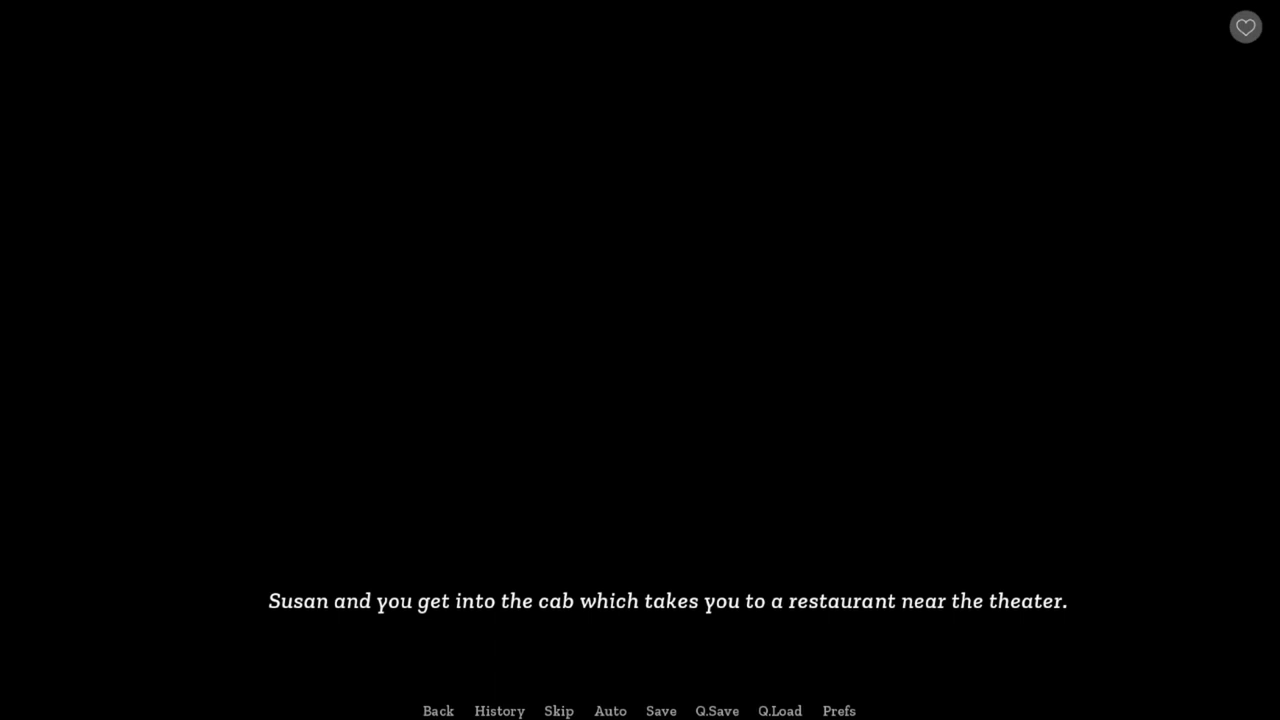 Susan and you get into the cab which takes you to a restaurant near the theater.
Back History Skip Auto Save Q.Save Q.Load Prefs